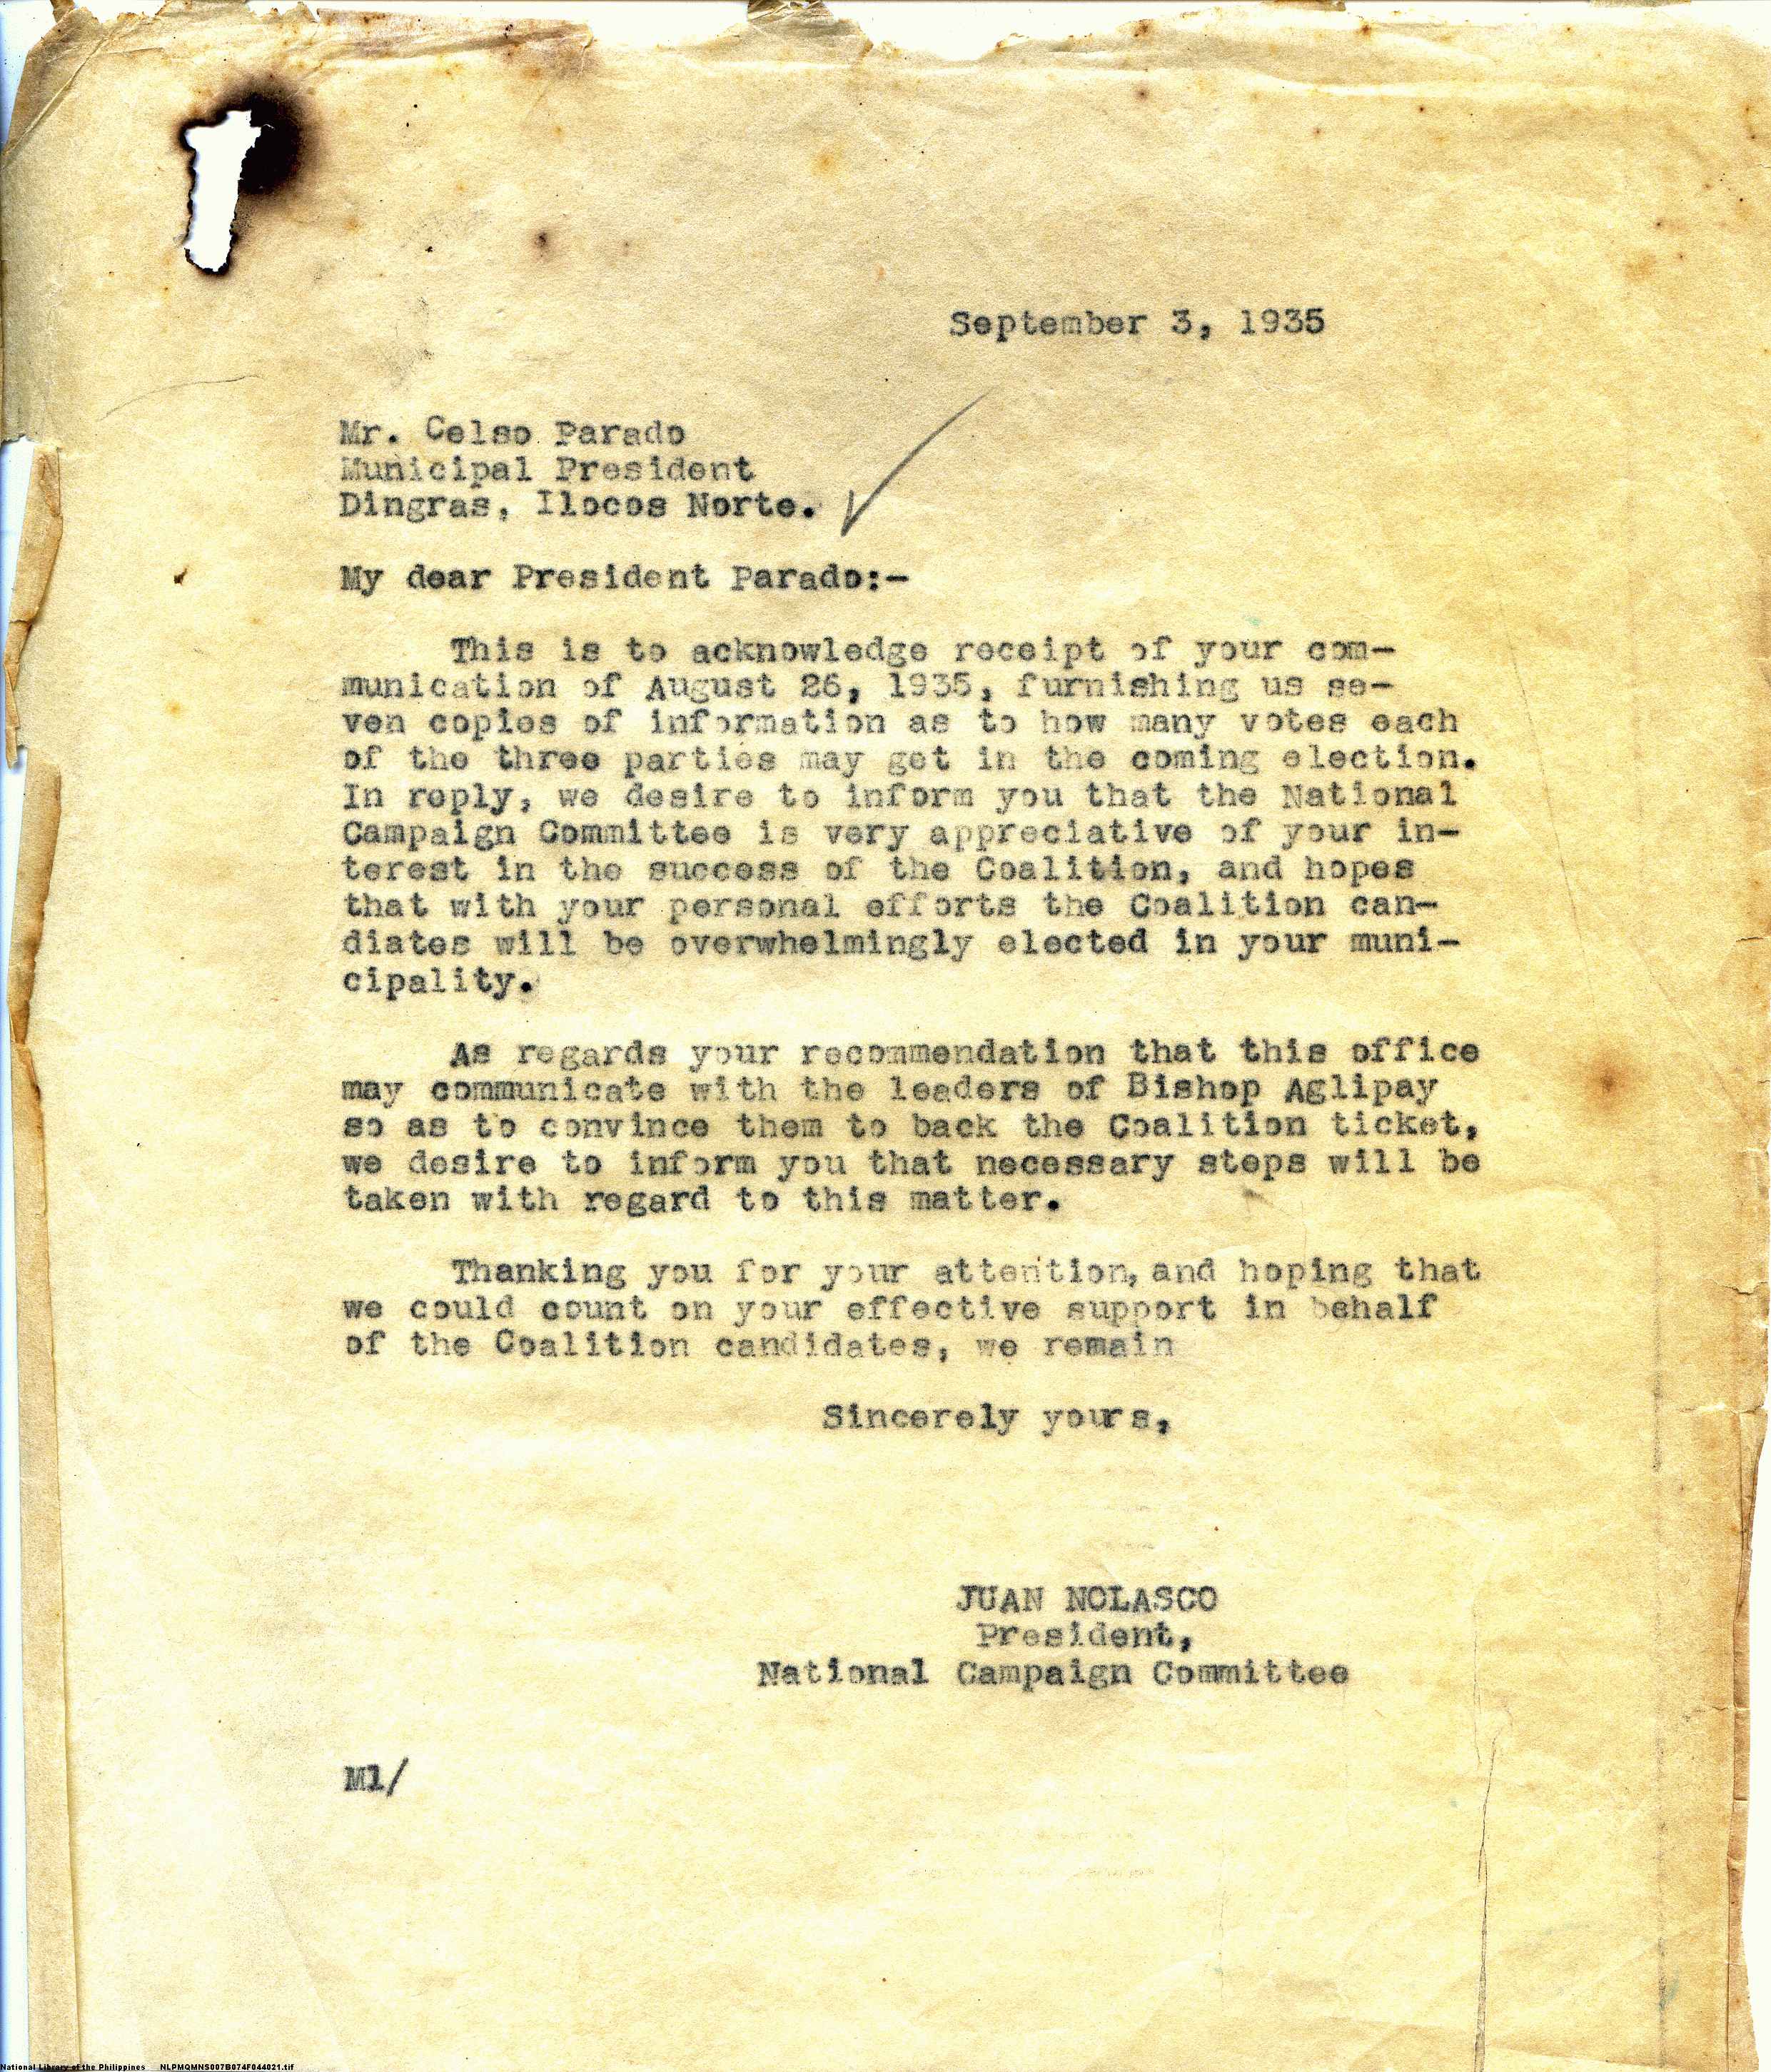 September 3, 1935
Mr. Celso Parado
Municipal President
Dingras, Ilocos Norte.
My dear President Parado:-
This is to acknowledge receipt of your com-
munication of August 26, 1935, furnishing us se-
ven copies of information as to how many votes each
of the three parties may get in the coming election.
In reply, we desire to inform you that the National
Campaign Committee is very appreciative of your in-
terest in the success of the Coalition, and hopes
that with your personal efforts the Coalition can-
diates will be overwhelmingly elected in your muni-
cipality.
As regards your recommendation that this office
may communicate with the leaders of Bishop Aglipay
so as to convince them to back the Coalition ticket,
we desire to inform you that necessary steps will be
taken with regard to this matter.
Thanking you for your attention, and hoping that
we could count on your effective support in behalf
of the Coalition candidates, we remain
Sincerely yours,
JUAN NOLASCO
President,
National Campaign Committee
Ml/
National Library of the Philippines NLPMQMNS007B074F044021.tif